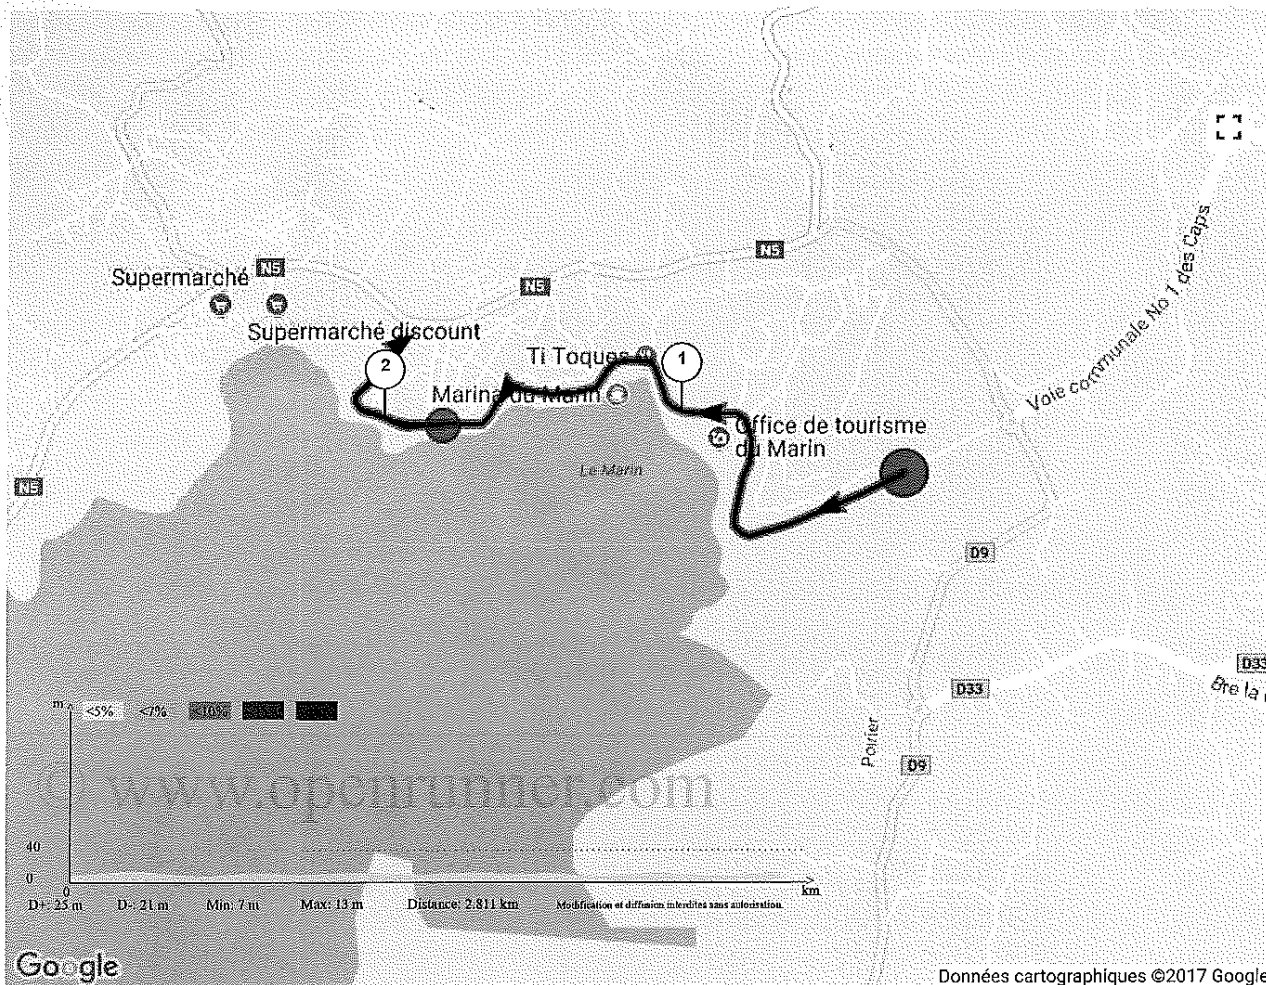 Voie communale No 1 des Caps
N5
N5
Supermarché
N5
Supermarché discount
Ti Toques
1
2
Marina du Marin
Office de tourisme
du Marin
Le Marin
N5
D9
D33
D33
Bre la
Poirier
D9
m
<5% <7% <10%
© www.openrunner.com
40
0
0
km
D+: 25 m D-: 21 m Min: 7 m Max: 13 m Distance: 2.811 km Modification et diffusion interdites sans autorisation.
Google
Données cartographiques ©2017 Google